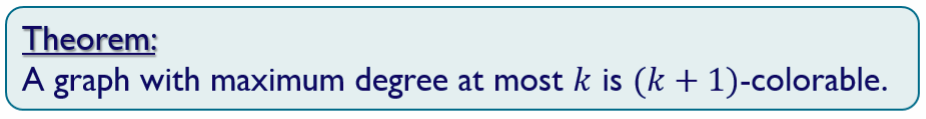 Theorem:
A graph with maximum degree at most k is (k + 1)-colorable.